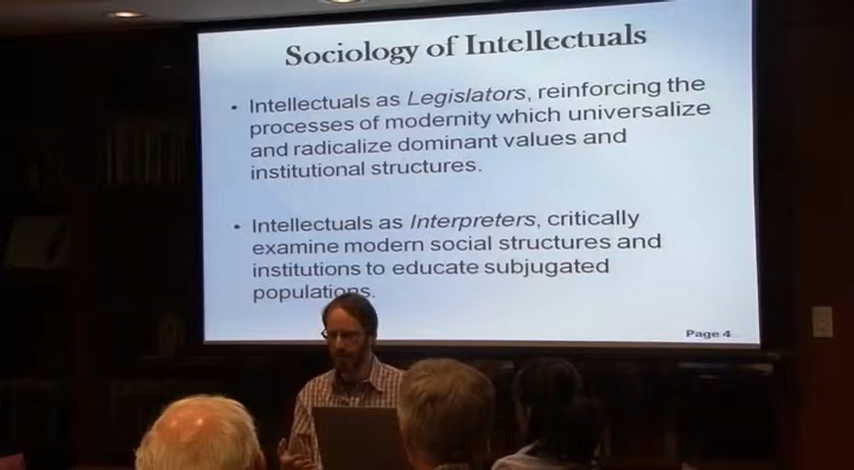 Sociology of Intellectuals
• Intellectuals as Legislators, reinforcing the
processes of modernity which universalize
and radicalize dominant values and
institutional structures.
• Intellectuals as Interpreters, critically
examine modern social structures and
institutions to educate subjugated
populations.
Page 4